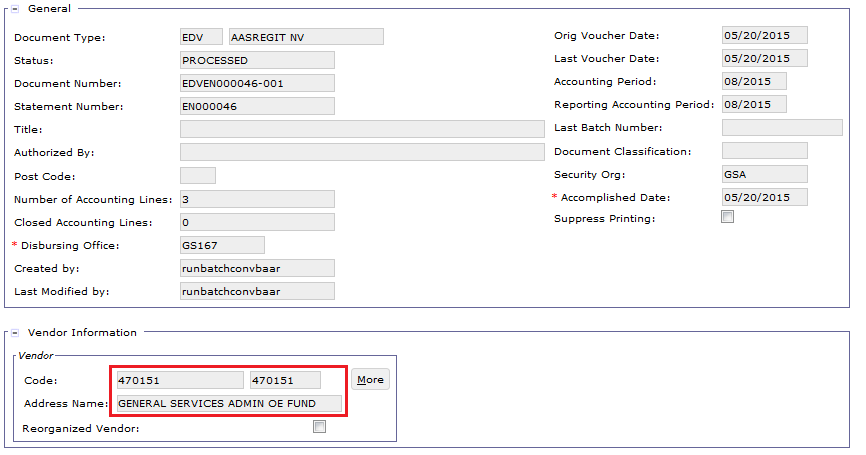 General
Document Type: EDV AASREGIT NV
Status: PROCESSED
Document Number: EDVEN000046-001
Statement Number: EN000046
Title:
Authorized By:
Post Code:
Number of Accounting Lines: 3
Closed Accounting Lines: 0
* Disbursing Office: GS167
Created by: runbatchconvbaar
Last Modified by: runbatchconvbaar
Orig Voucher Date: 05/20/2015
Last Voucher Date: 05/20/2015
Accounting Period: 08/2015
Reporting Accounting Period: 08/2015
Last Batch Number:
Document Classification:
Security Org: GSA
* Accomplished Date: 05/20/2015
Suppress Printing:
Vendor Information
Vendor
Code: 470151 470151 More
Address Name: GENERAL SERVICES ADMIN OE FUND
Reorganized Vendor: